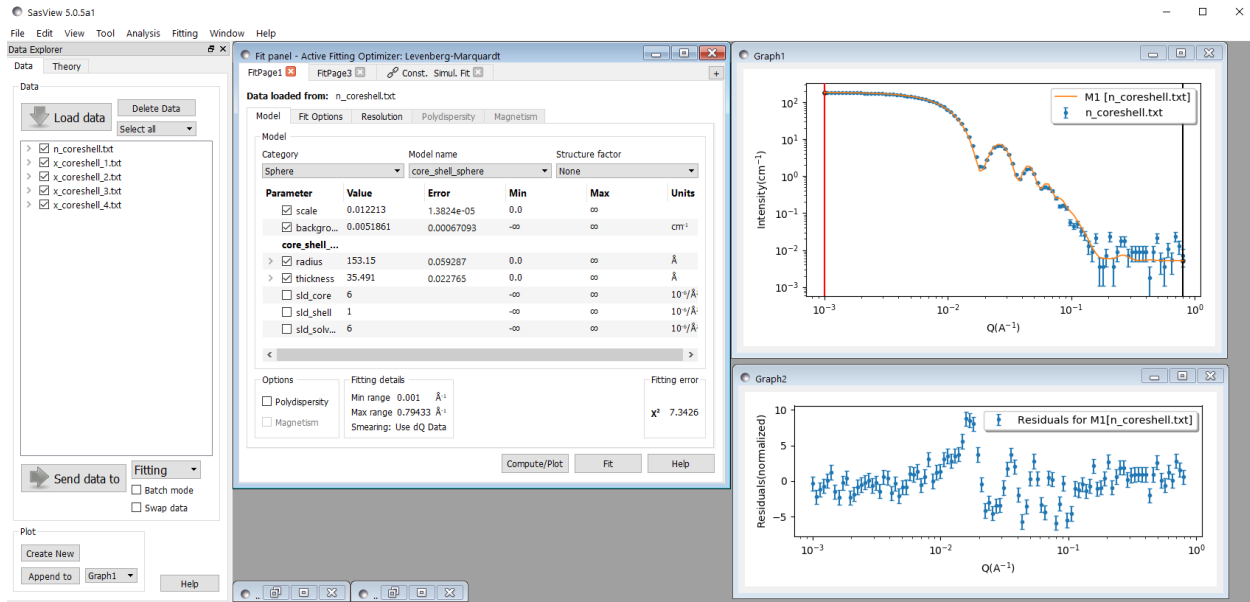 SasView 5.0.5a1
File Edit View Tool Analysis Fitting Window Help
Data Explorer
Data Theory
Data
Load data
Delete Data
Select all
n_coreshell.txt
x_coreshell_1.txt
x_coreshell_2.txt
x_coreshell_3.txt
x_coreshell_4.txt
Send data to
Fitting
Batch mode
Swap data
Plot
Create New
Append to Graph1
Help
Fit panel - Active Fitting Optimizer: Levenberg-Marquardt
FitPage1 FitPage3 Const. Simul. Fit
Data loaded from: n_coreshell.txt
Model Fit Options Resolution Polydispersity Magnetism
Model
Category Model name Structure factor
Sphere core_shell_sphere None
Parameter Value Error Min Max Units
scale 0.012213 1.3824e-05 0.0 ∞
backgro... 0.0051861 0.00067093 -∞ ∞ cm⁻¹
core_shell_...
radius 153.15 0.059287 0.0 ∞ Å
thickness 35.491 0.022765 0.0 ∞ Å
sld_core 6 -∞ ∞ 10⁻⁶/Å²
sld_shell 1 -∞ ∞ 10⁻⁶/Å²
sld_solv... 6 -∞ ∞ 10⁻⁶/Å²
Options
Polydispersity
Magnetism
Fitting details
Min range 0.001 Å⁻¹
Max range 0.79433 Å⁻¹
Smearing: Use dQ Data
Fitting error
χ² 7.3426
Compute/Plot Fit Help
..
..
Graph1
M1 [n_coreshell.txt]
n_coreshell.txt
Intensity(cm⁻¹)
10²
10¹
10⁰
10⁻¹
10⁻²
10⁻³
10⁻³ 10⁻² 10⁻¹ 10⁰
Q(A⁻¹)
Graph2
Residuals for M1[n_coreshell.txt]
Residuals(normalized)
10
5
0
−5
10⁻³ 10⁻² 10⁻¹ 10⁰
Q(A⁻¹)